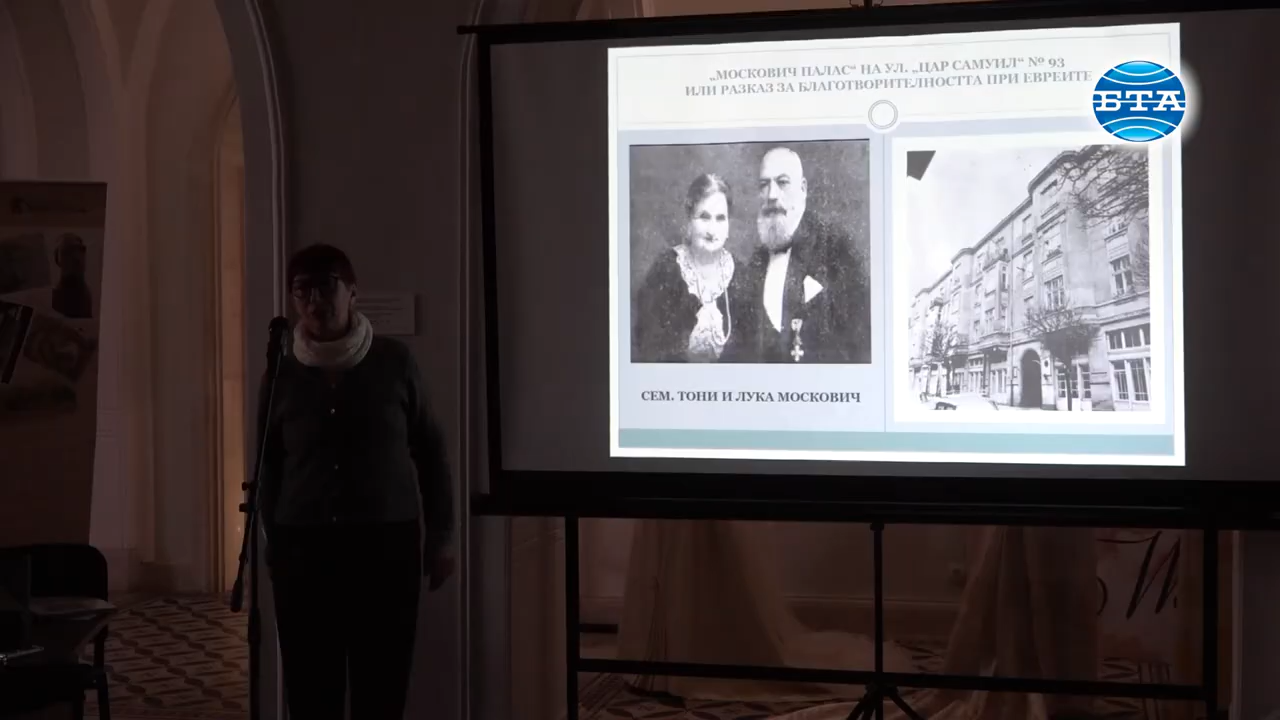 „МОСКОВИЧ ПАЛАС“ НА УЛ. „ЦАР САМУИЛ“ № 93
ИЛИ РАЗКАЗ ЗА БЛАГОТВОРИТЕЛНОСТТА ПРИ ЕВРЕИТЕ
БТА
СЕМ. ТОНИ И ЛУКА МОСКОВИЧ